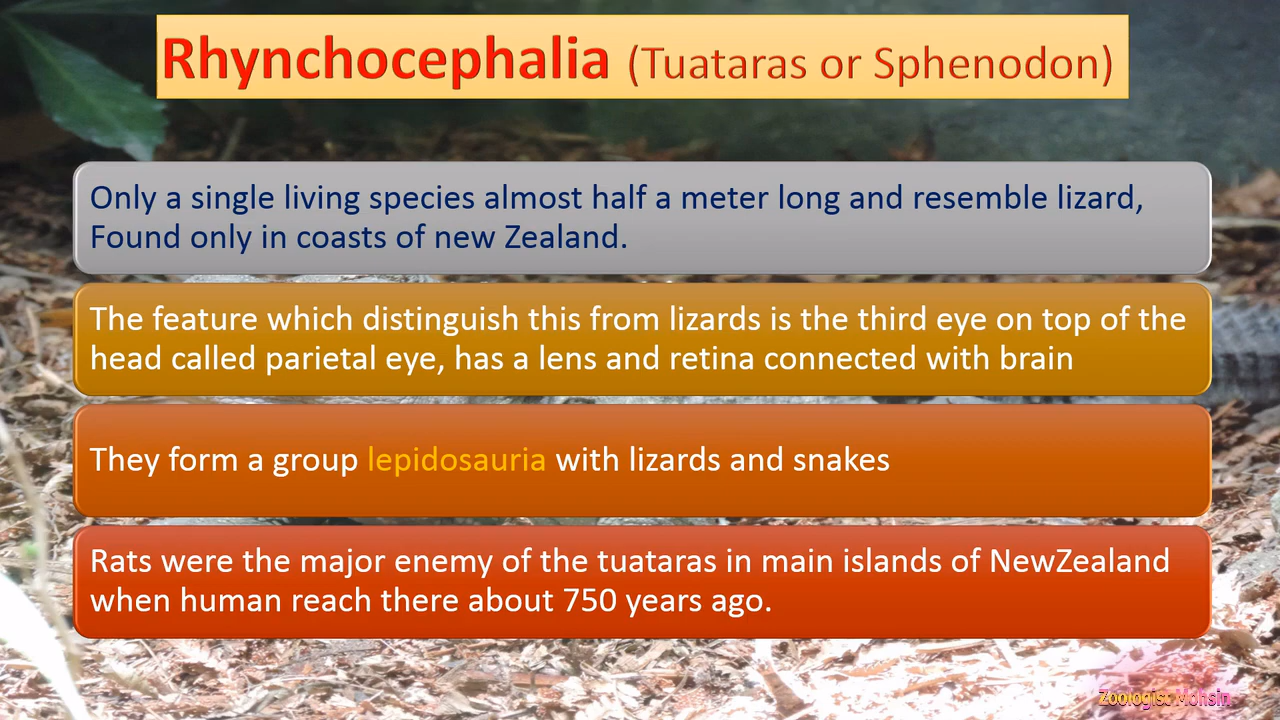 Rhynchocephalia (Tuataras or Sphenodon)
Only a single living species almost half a meter long and resemble lizard,
Found only in coasts of new Zealand.
The feature which distinguish this from lizards is the third eye on top of the
head called parietal eye, has a lens and retina connected with brain
They form a group lepidosauria with lizards and snakes
Rats were the major enemy of the tuataras in main islands of NewZealand
when human reach there about 750 years ago.
Zoologist Mohsin